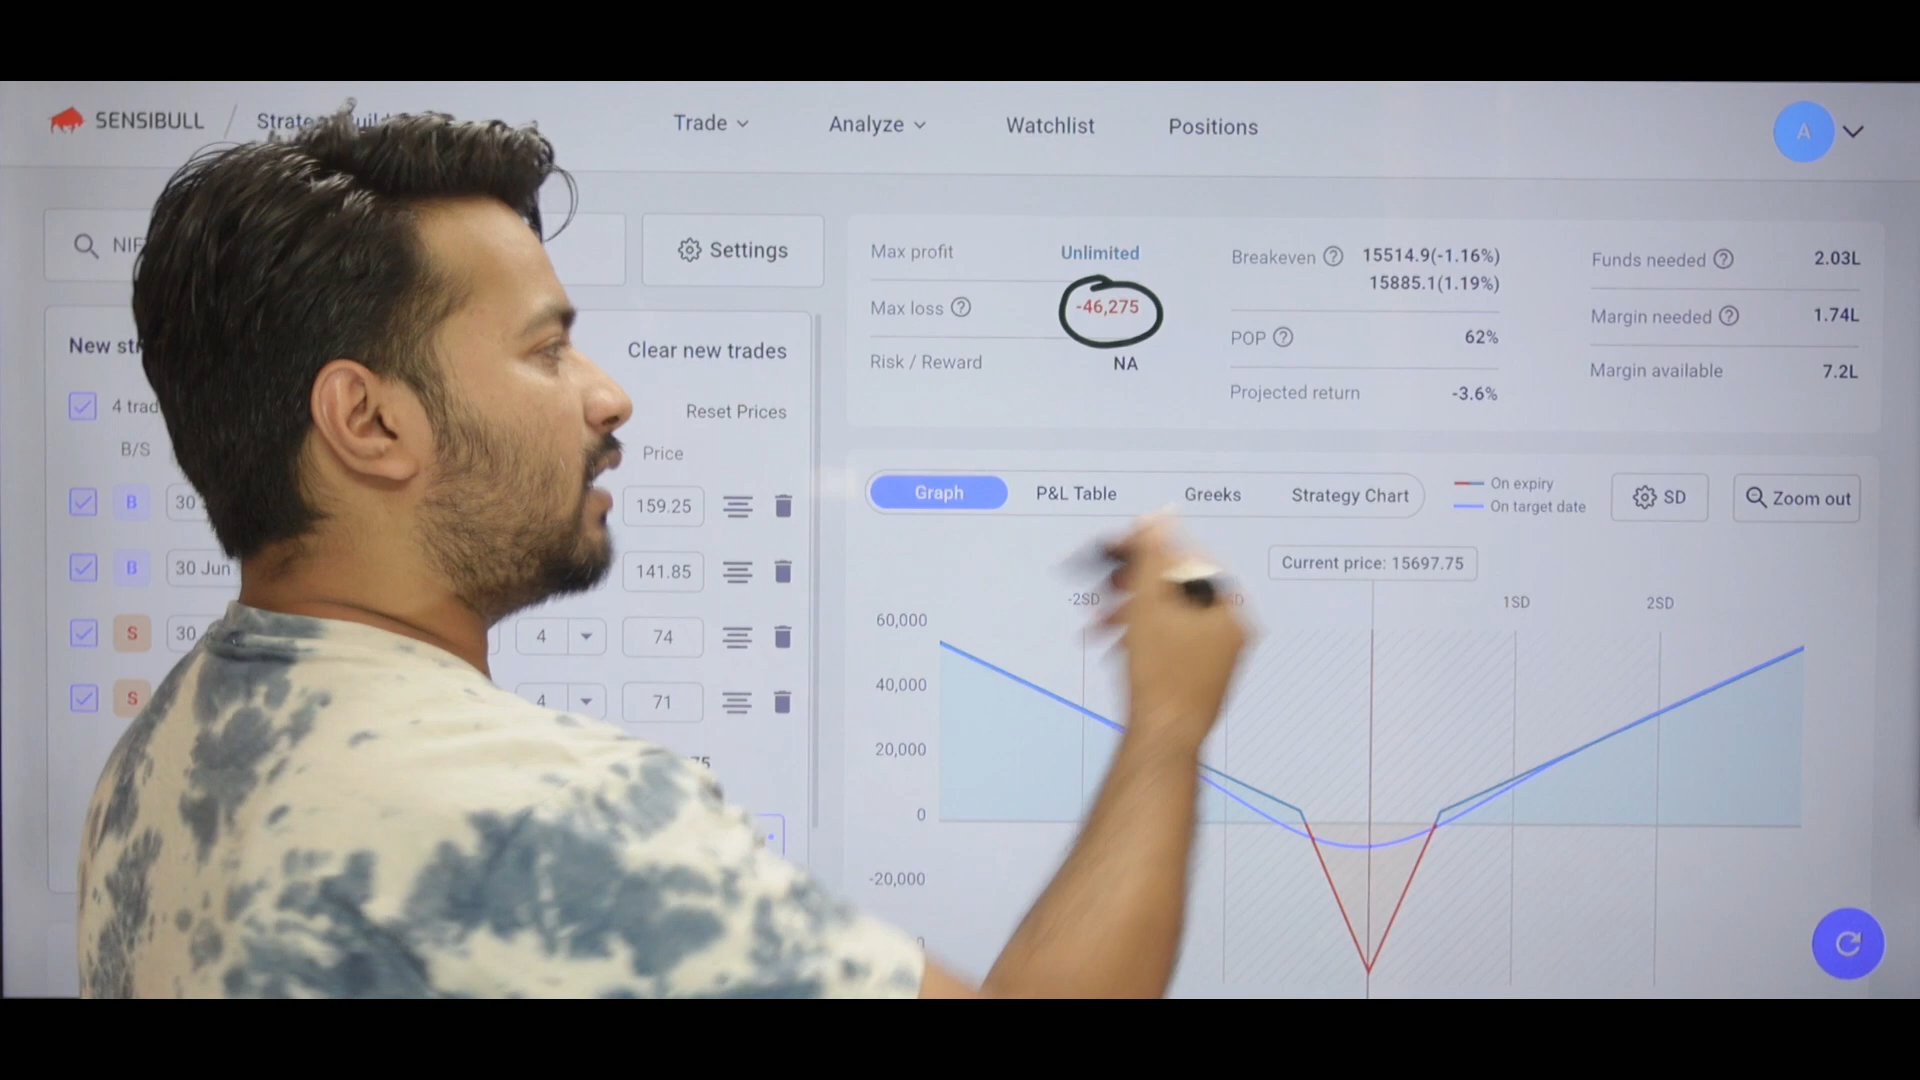 SENSIBULL
Trade
Analyze
Watchlist
Positions
A
Settings
Clear new trades
Reset Prices
B/S
Price
B
30
159.25
B
30 Jun
141.85
S
30
4
74
S
4
71
Max profit
Unlimited
Max loss ?
-46,275
Risk / Reward
NA
Breakeven ?
15514.9(-1.16%)
15885.1(1.19%)
POP ?
62%
Projected return
-3.6%
Funds needed ?
2.03L
Margin needed ?
1.74L
Margin available
7.2L
Graph
P&L Table
Greeks
Strategy Chart
On expiry
On target date
SD
Zoom out
Current price: 15697.75
-2SD
1SD
2SD
60,000
40,000
20,000
0
-20,000